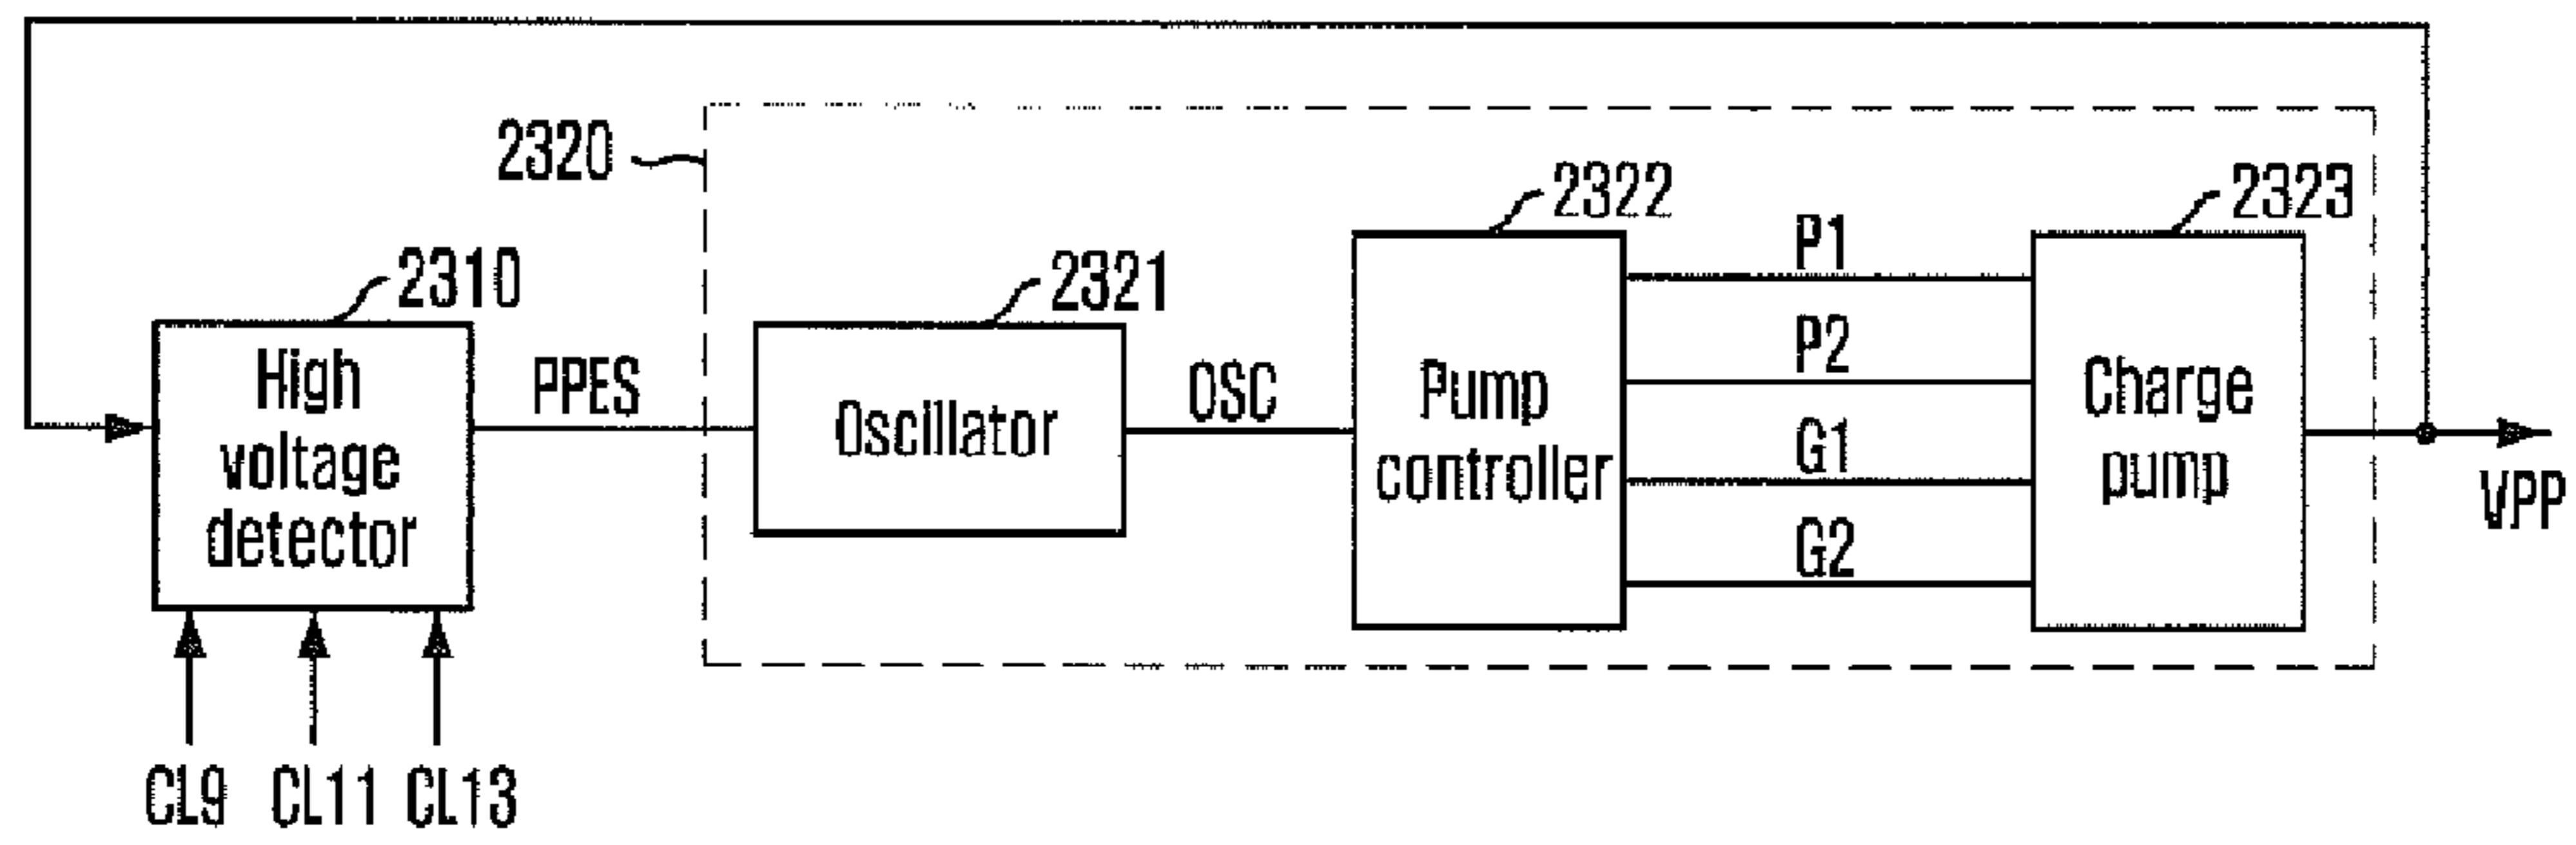 2320
2322
2323
2310
2321
P1
High
voltage
detector
PPES
Oscillator
OSC
Pump
controller
P2
G1
G2
Charge
pump
VPP
CL9 CL11 CL13